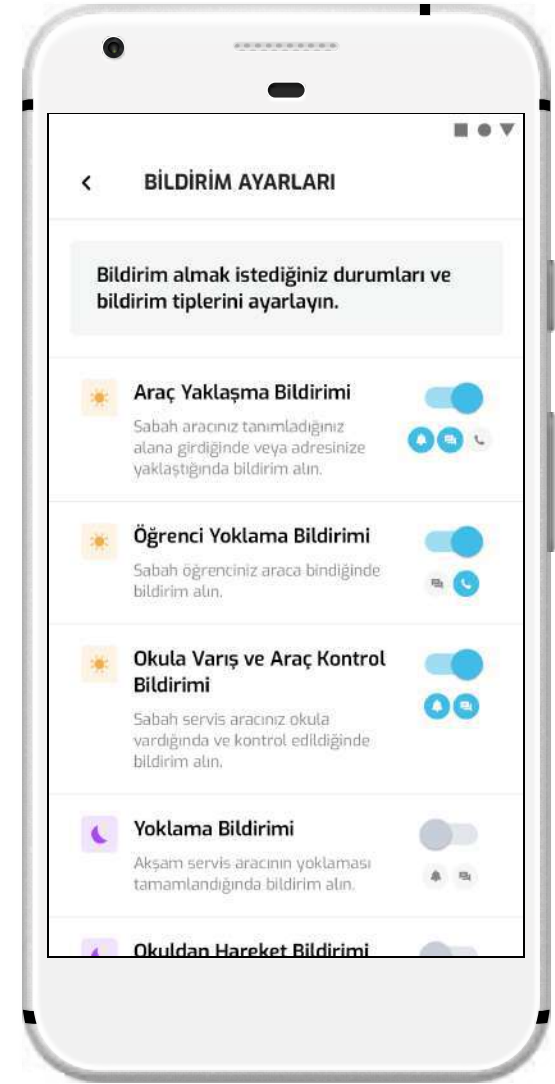 BİLDİRİM AYARLARI
Bildirim almak istediğiniz durumları ve
bildirim tiplerini ayarlayın.
Araç Yaklaşma Bildirimi
Sabah aracınız tanımladığınız
alana girdiğinde veya adresinize
yaklaştığında bildirim alın.
Öğrenci Yoklama Bildirimi
Sabah öğrenciniz araca bindiğinde
bildirim alın.
Okula Varış ve Araç Kontrol
Bildirimi
Sabah servis aracınız okula
vardığında ve kontrol edildiğinde
bildirim alın.
Yoklama Bildirimi
Akşam servis aracının yoklaması
tamamlandığında bildirim alın.
Okuldan Hareket Bildirimi